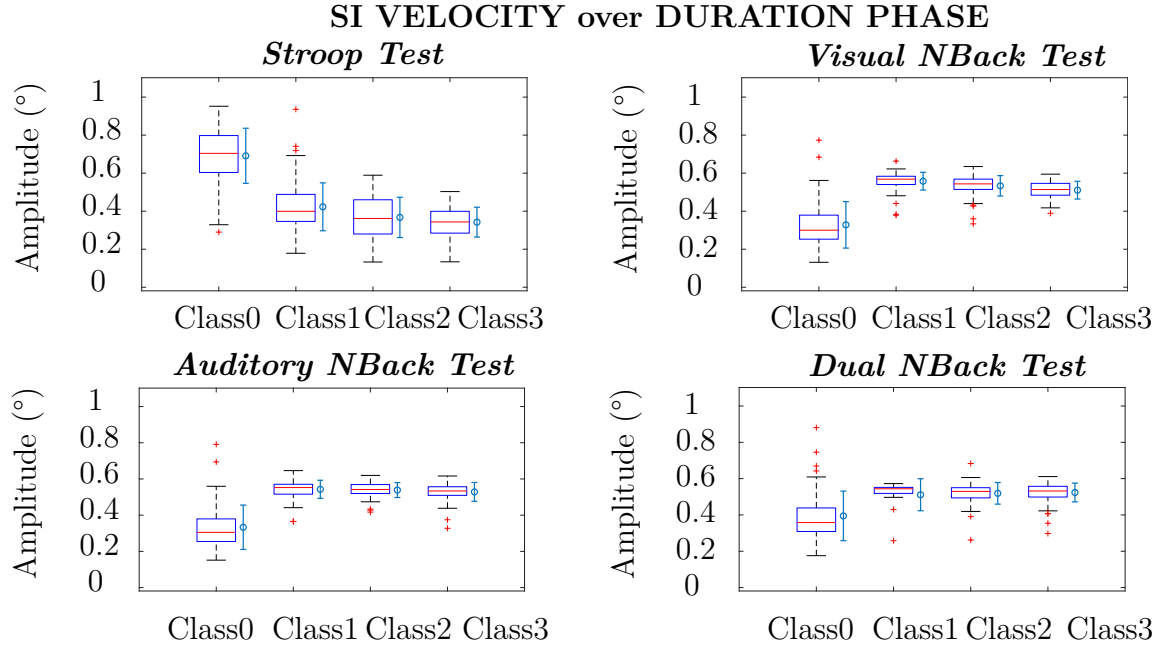 SI VELOCITY over DURATION PHASE
Stroop Test
Amplitude (°)
1
0.8
0.6
0.4
0.2
0
Class0 Class1 Class2 Class3
Visual NBack Test
Amplitude (°)
1
0.8
0.6
0.4
0.2
0
Class0 Class1 Class2 Class3
Auditory NBack Test
Amplitude (°)
1
0.8
0.6
0.4
0.2
0
Class0 Class1 Class2 Class3
Dual NBack Test
Amplitude (°)
1
0.8
0.6
0.4
0.2
0
Class0 Class1 Class2 Class3